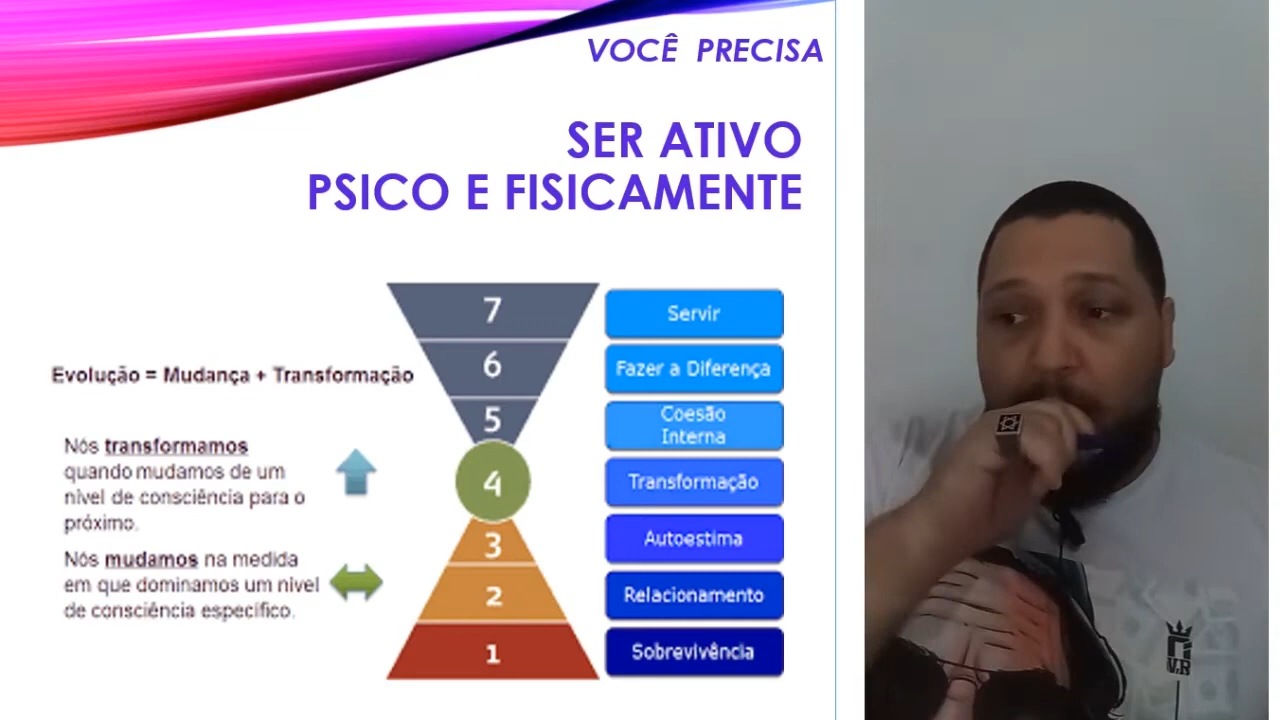 VOCÊ PRECISA
SER ATIVO
PSICO E FISICAMENTE
7
Servir
6
Fazer a Diferença
Evolução = Mudança + Transformação
5
Coesão
Interna
Nós transformamos
quando mudamos de um
nível de consciência para o
próximo.
4
Transformação
3
Autoestima
Nós mudamos na medida
em que dominamos um nível
de consciência específico.
2
Relacionamento
1
Sobrevivência